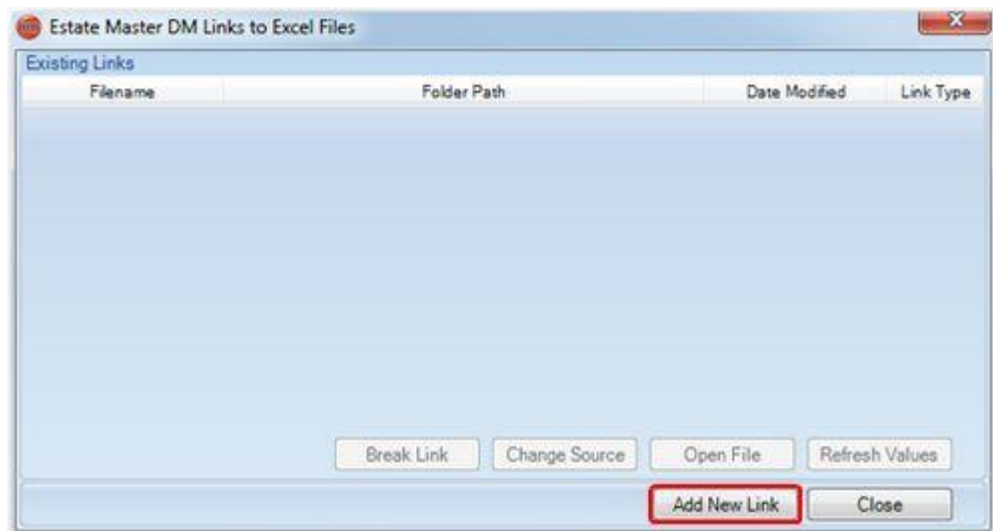 Estate Master DM Links to Excel Files
Existing Links
Filename Folder Path Date Modified Link Type
Break Link Change Source Open File Refresh Values
Add New Link Close